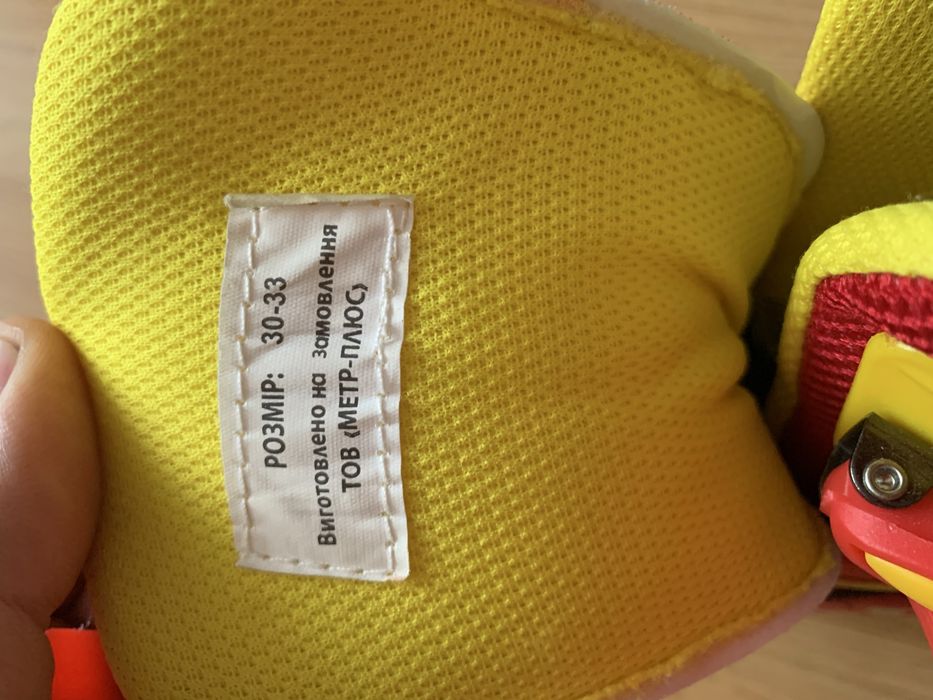 РОЗМІР: 30-33
Виготовлено на замовлення
ТОВ ‹МЕТР-ПЛЮС›